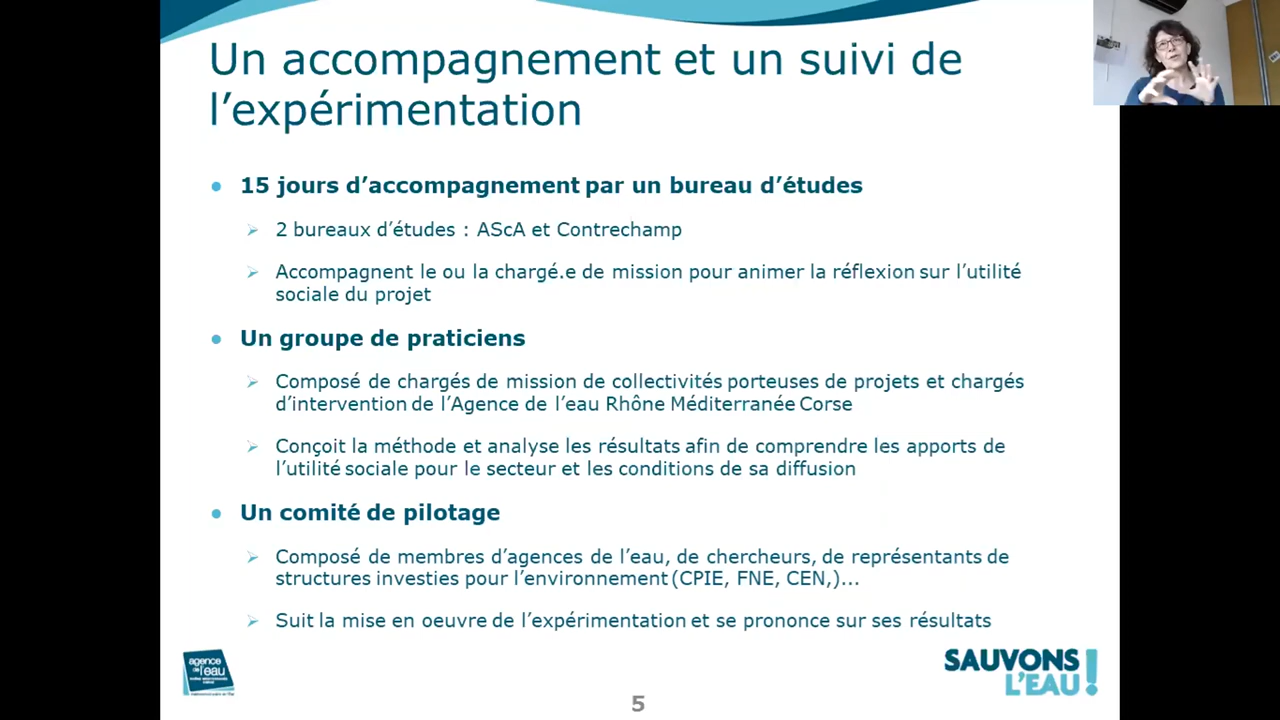 Un accompagnement et un suivi de
l’expérimentation
15 jours d’accompagnement par un bureau d’études
2 bureaux d’études : AScA et Contrechamp
Accompagnent le ou la chargé.e de mission pour animer la réflexion sur l’utilité
sociale du projet
Un groupe de praticiens
Composé de chargés de mission de collectivités porteuses de projets et chargés
d’intervention de l’Agence de l’eau Rhône Méditerranée Corse
Conçoit la méthode et analyse les résultats afin de comprendre les apports de
l’utilité sociale pour le secteur et les conditions de sa diffusion
Un comité de pilotage
Composé de membres d’agences de l’eau, de chercheurs, de représentants de
structures investies pour l’environnement (CPIE, FNE, CEN,)...
Suit la mise en oeuvre de l’expérimentation et se prononce sur ses résultats
agence
de l’eau
SAUVONS
L’EAU !
5